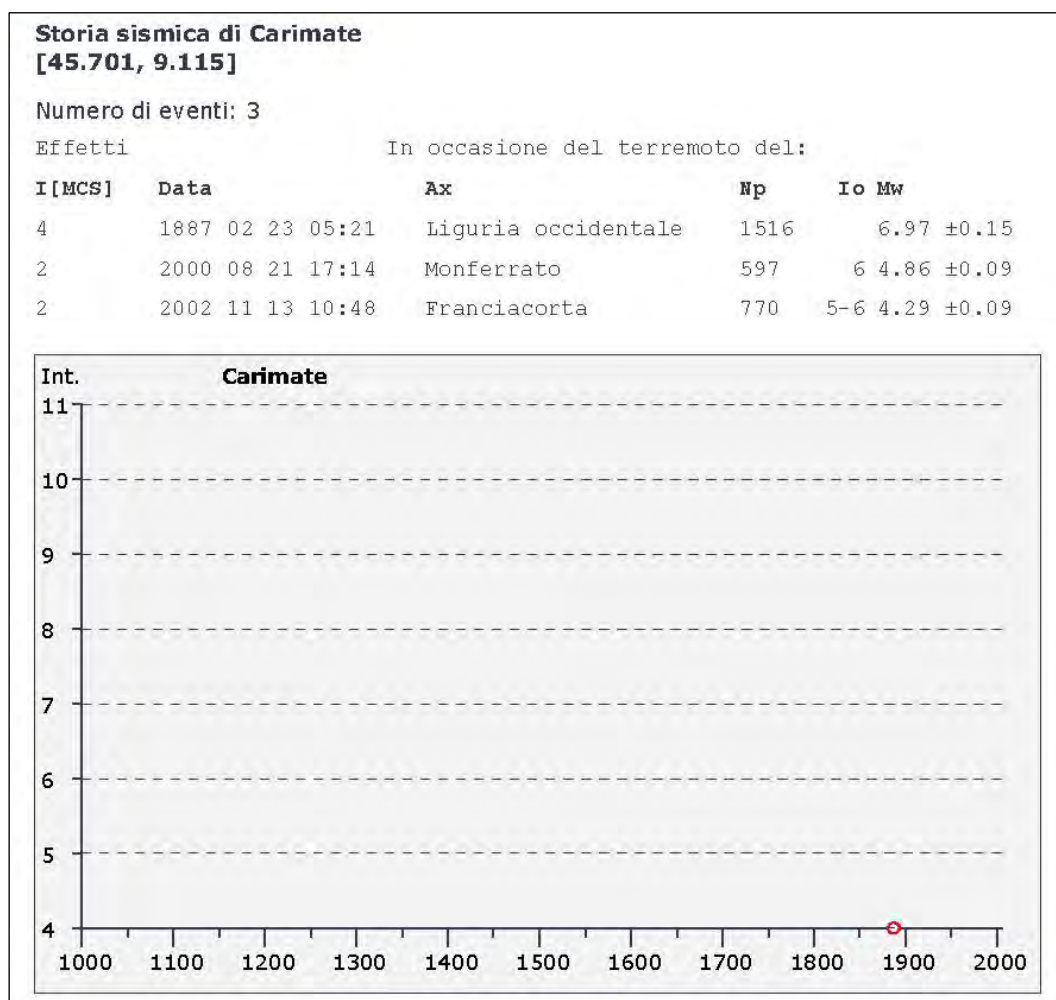 Storia sismica di Carimate
[45.701, 9.115]
Numero di eventi: 3
Effetti In occasione del terremoto del:
I[MCS] Data Ax Np Io Mw
4 1887 02 23 05:21 Liguria occidentale 1516 6.97 ±0.15
2 2000 08 21 17:14 Monferrato 597 6 4.86 ±0.09
2 2002 11 13 10:48 Franciacorta 770 5-6 4.29 ±0.09
Int. Carimate
11
10
9
8
7
6
5
4
1000 1100 1200 1300 1400 1500 1600 1700 1800 1900 2000